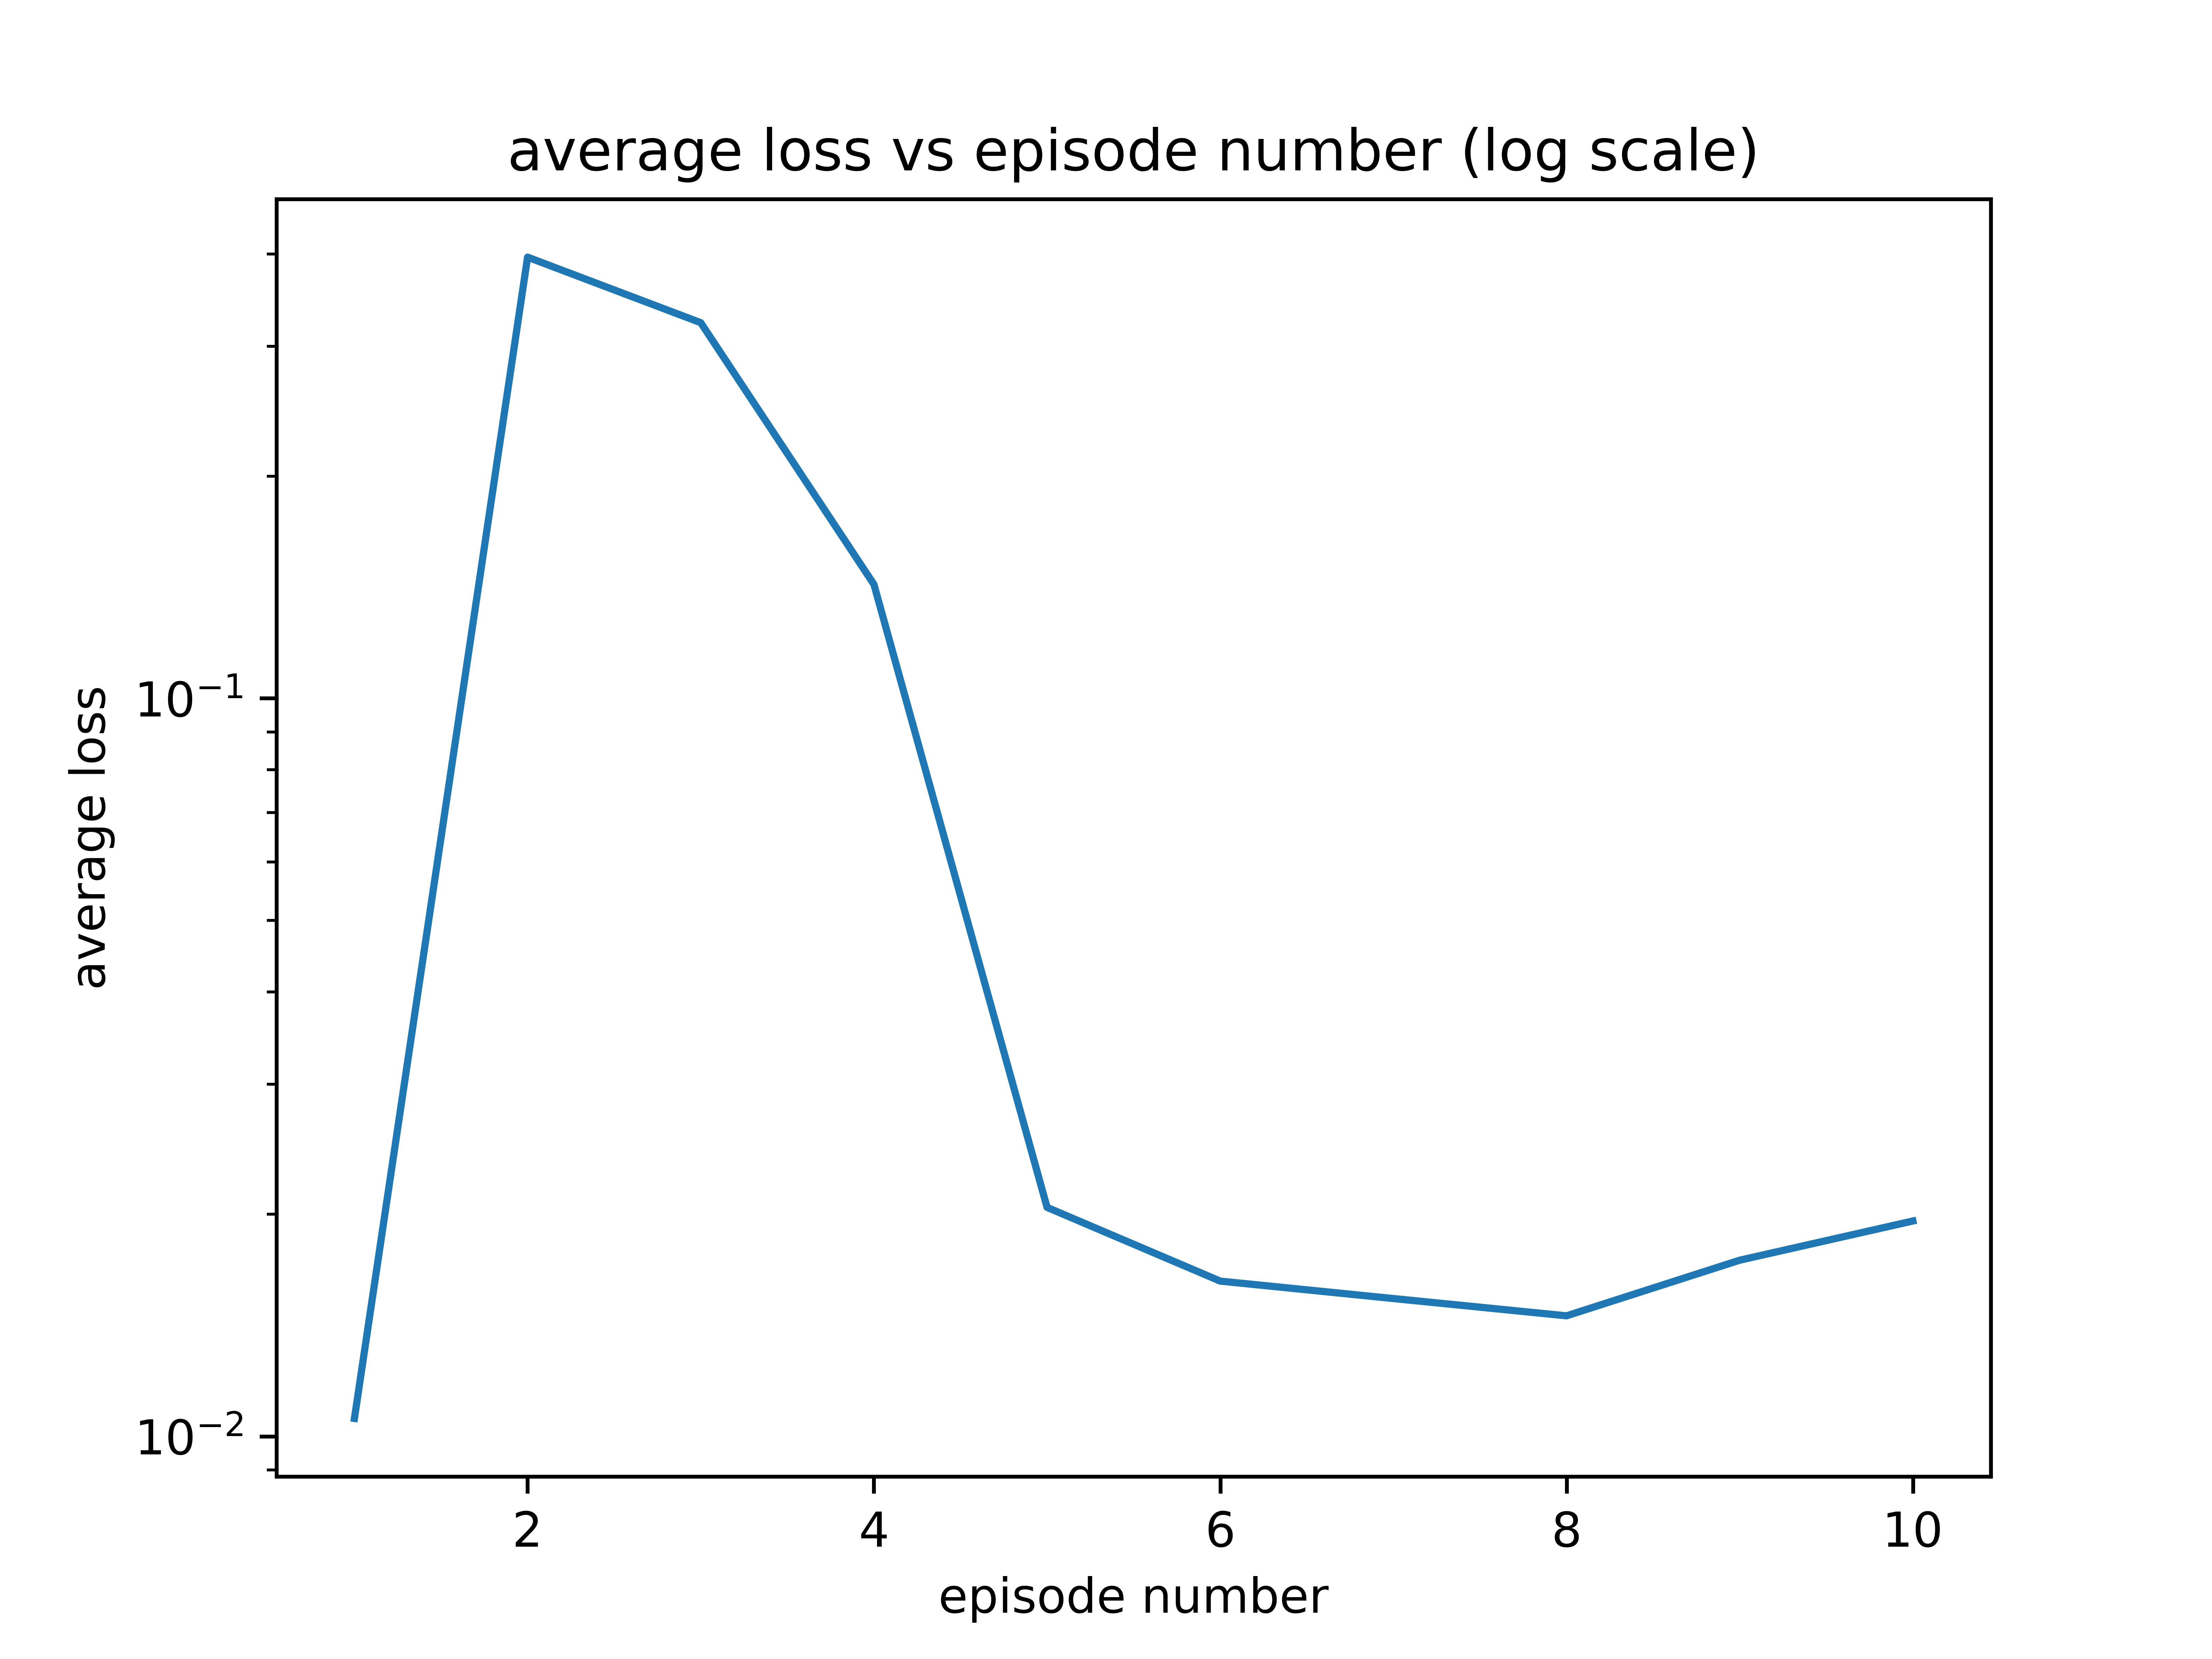 average loss vs episode number (log scale)
average loss
10⁻¹
10⁻²
2 4 6 8 10
episode number